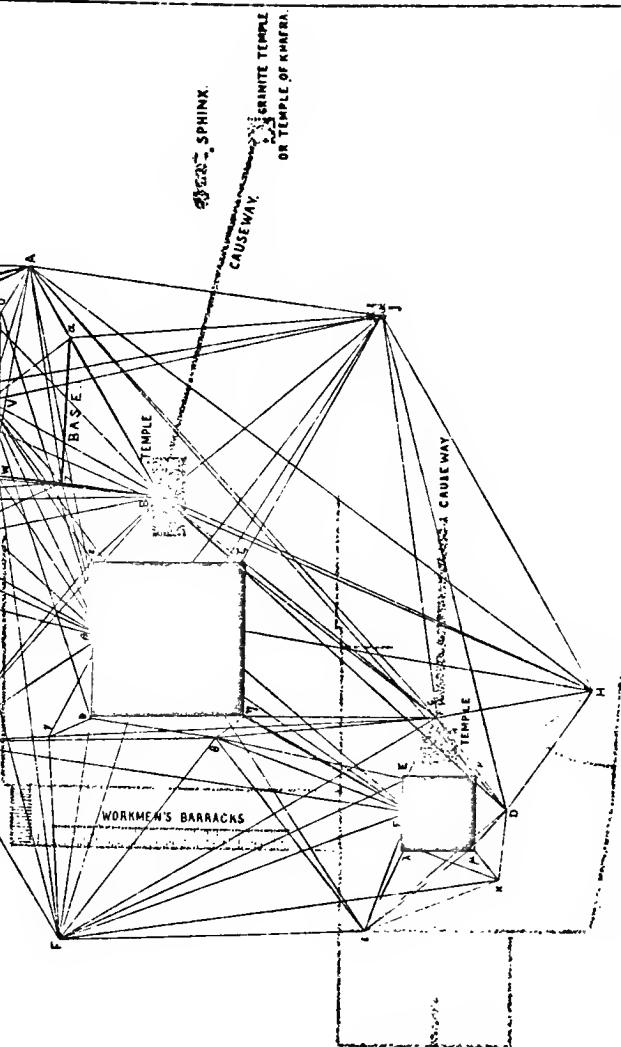 SPHINX.
GRANITE TEMPLE
OR TEMPLE OF KHAFRA.
CAUSEWAY.
A
α
V
W
BASE.
TEMPLE
B
C
J
CAUSEWAY
TEMPLE
E
F
λ
D
H
γ
WORKMEN'S BARRACKS
F